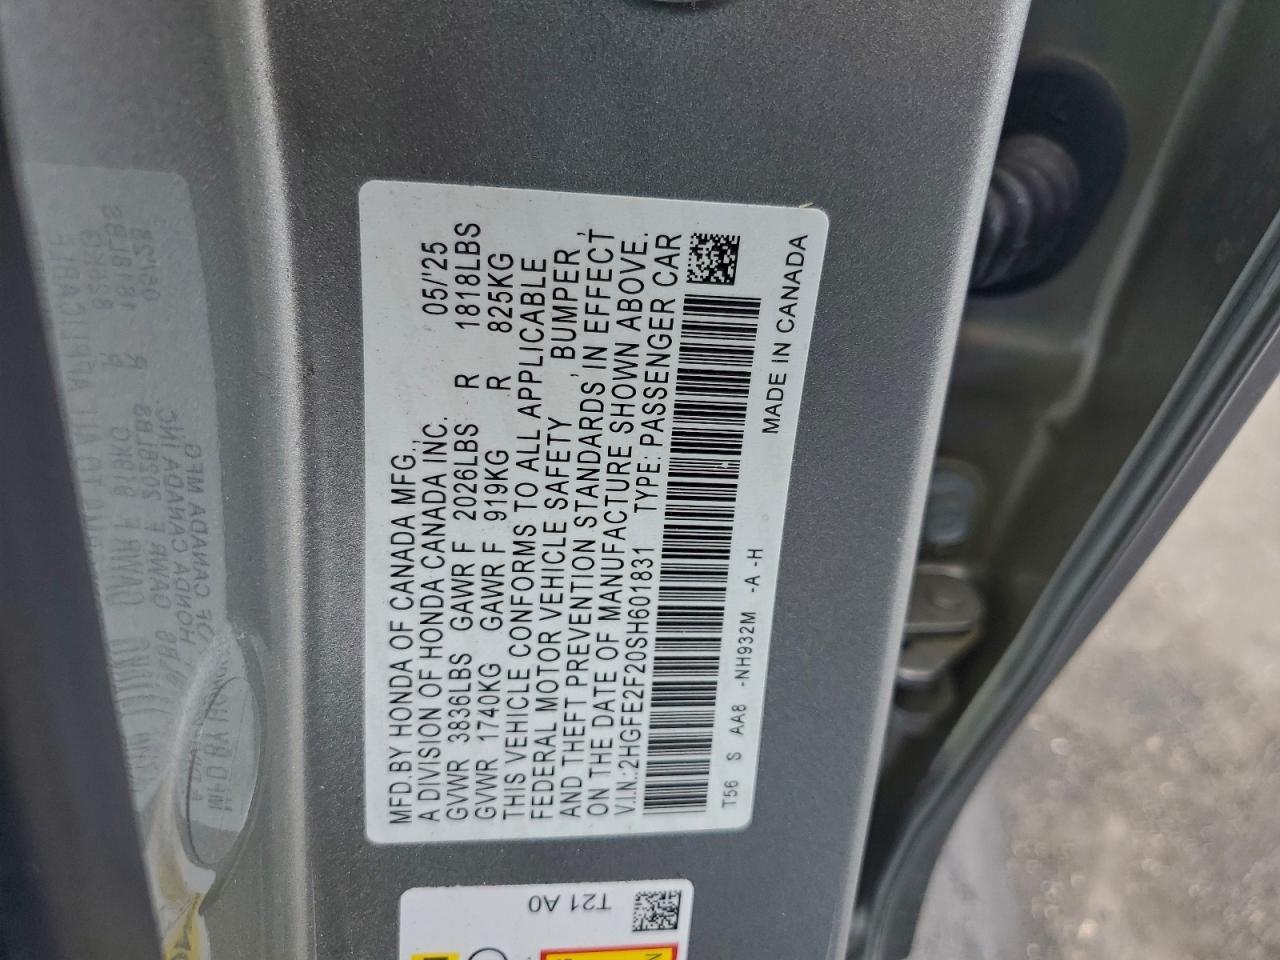 MFD.BY HONDA OF CANADA MFG., 05/'25
A DIVISION OF HONDA CANADA INC.
GVWR 3836LBS GAWR F 2026LBS R 1818LBS
GVWR 1740KG GAWR F 919KG R 825KG
THIS VEHICLE CONFORMS TO ALL APPLICABLE
FEDERAL MOTOR VEHICLE SAFETY , BUMPER ,
AND THEFT PREVENTION STANDARDS IN EFFECT
ON THE DATE OF MANUFACTURE SHOWN ABOVE.
V.I.N.:2HGFE2F20SH601831 TYPE: PASSENGER CAR
T56 S AA8 -NH932M -A -H
MADE IN CANADA
T21 A0